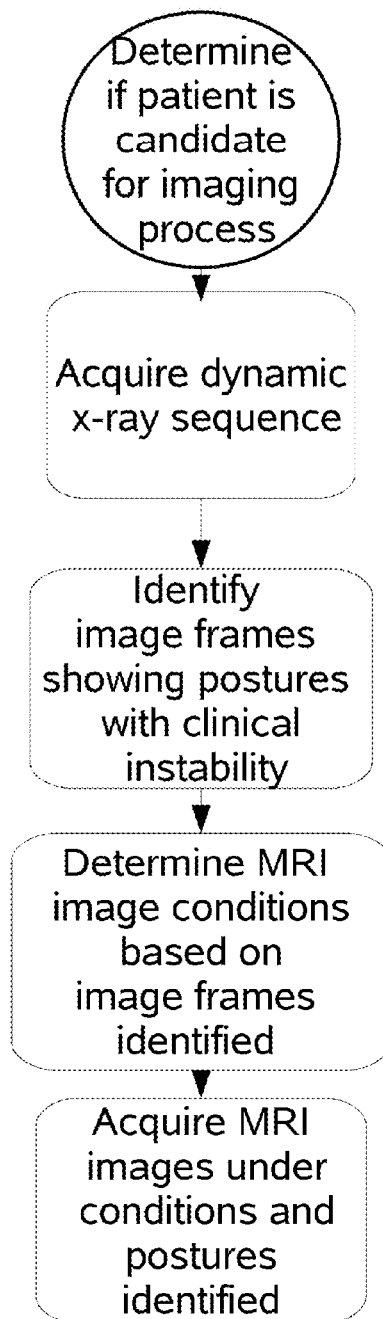 Determine
if patient is
candidate
for imaging
process
Acquire dynamic
x-ray sequence
Identify
image frames
showing postures
with clinical
instability
Determine MRI
image conditions
based on
image frames
identified
Acquire MRI
images under
conditions and
postures
identified